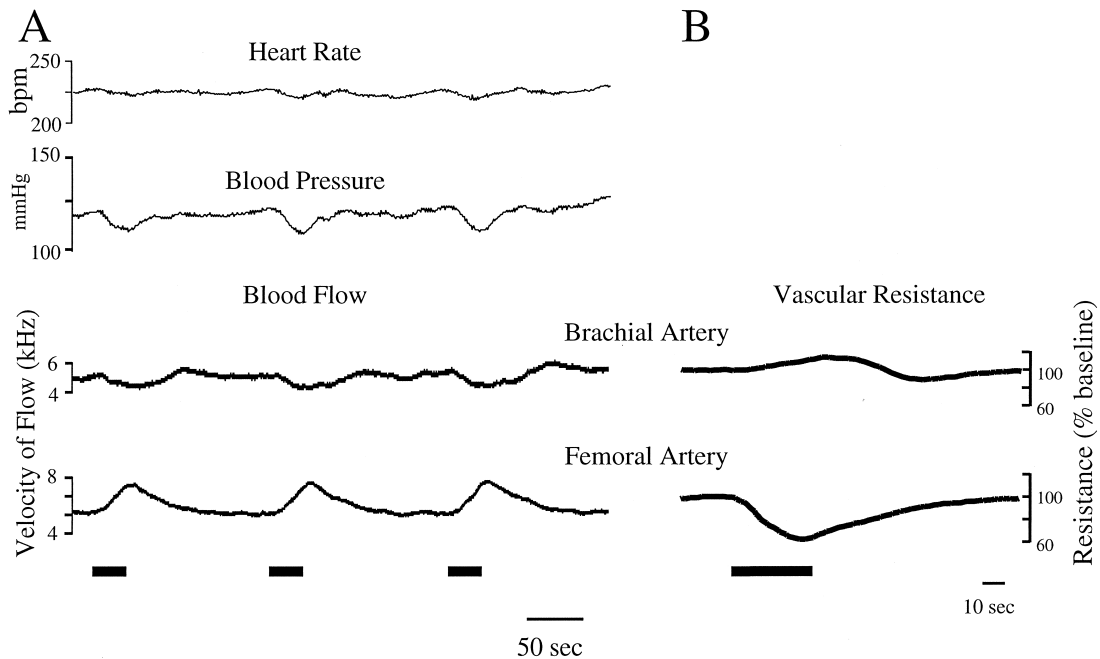 A
B
Heart Rate
250
bpm
200
150
Blood Pressure
mmHg
100
Blood Flow
Vascular Resistance
Brachial Artery
Velocity of Flow (kHz)
6
4
100
60
Resistance (% baseline)
Femoral Artery
8
4
100
60
10 sec
50 sec